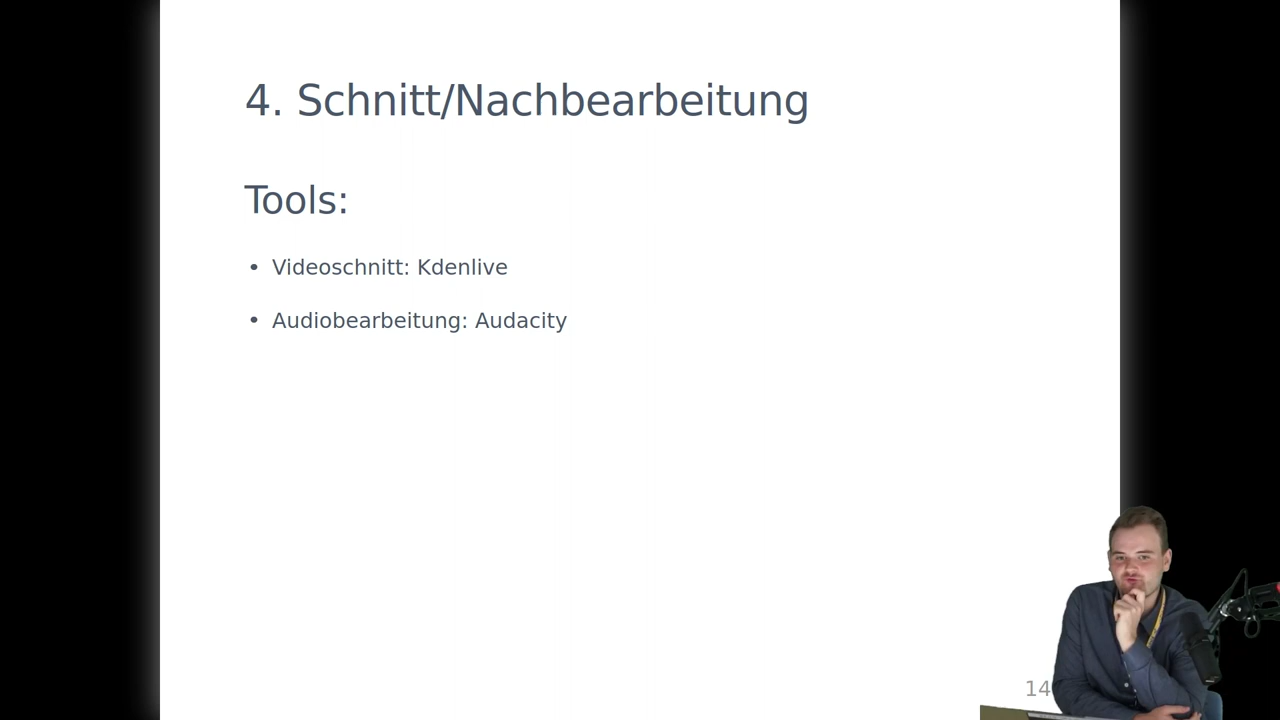 4. Schnitt/Nachbearbeitung
Tools:
• Videoschnitt: Kdenlive
• Audiobearbeitung: Audacity
14